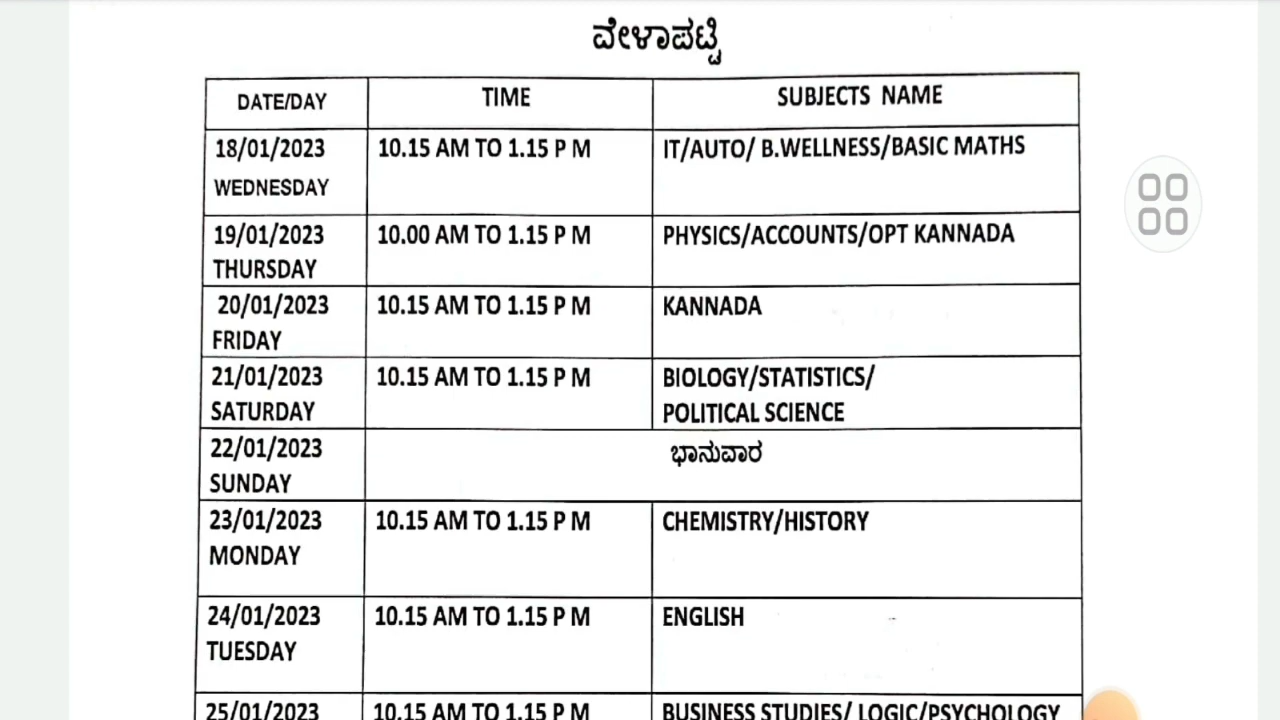 ವೇಳಾಪಟ್ಟಿ
DATE/DAY TIME SUBJECTS NAME
18/01/2023 10.15 AM TO 1.15 P M IT/AUTO/ B.WELLNESS/BASIC MATHS
WEDNESDAY
19/01/2023 10.00 AM TO 1.15 P M PHYSICS/ACCOUNTS/OPT KANNADA
THURSDAY
20/01/2023 10.15 AM TO 1.15 P M KANNADA
FRIDAY
21/01/2023 10.15 AM TO 1.15 P M BIOLOGY/STATISTICS/
SATURDAY POLITICAL SCIENCE
22/01/2023 ಭಾನುವಾರ
SUNDAY
23/01/2023 10.15 AM TO 1.15 P M CHEMISTRY/HISTORY
MONDAY
24/01/2023 10.15 AM TO 1.15 P M ENGLISH
TUESDAY
25/01/2023 10.15 AM TO 1.15 P M BUSINESS STUDIES/ LOGIC/PSYCHOLOGY